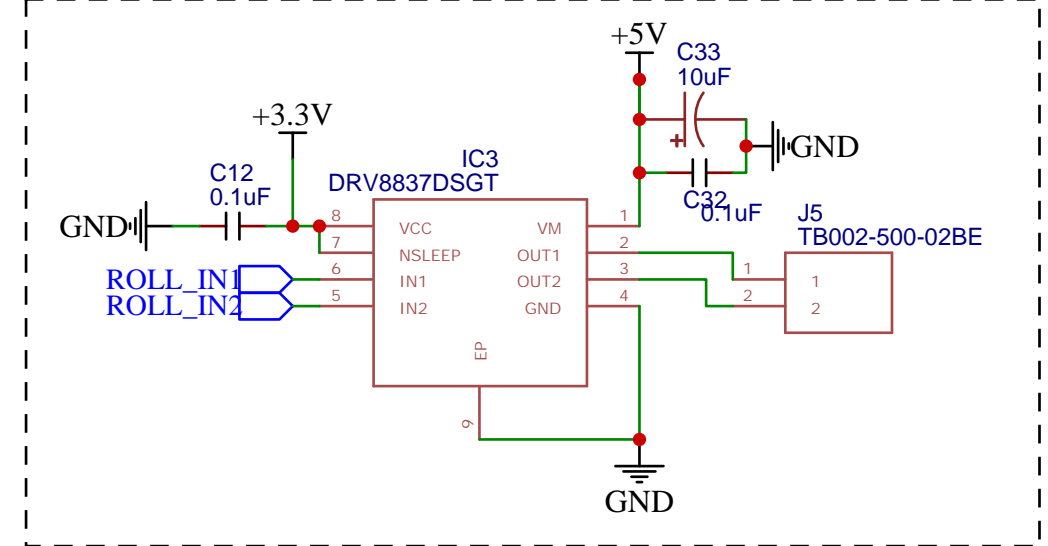 +5V
C33
10uF
+
GND
+3.3V
C12
0.1uF
GND
IC3
DRV8837DSGT
C32
0.1uF
J5
TB002-500-02BE
8 VCC VM 1
7 NSLEEP OUT1 2
ROLL_IN1 6 IN1 OUT2 3
ROLL_IN2 5 IN2 GND 4
1 1
2 2
EP
9
GND